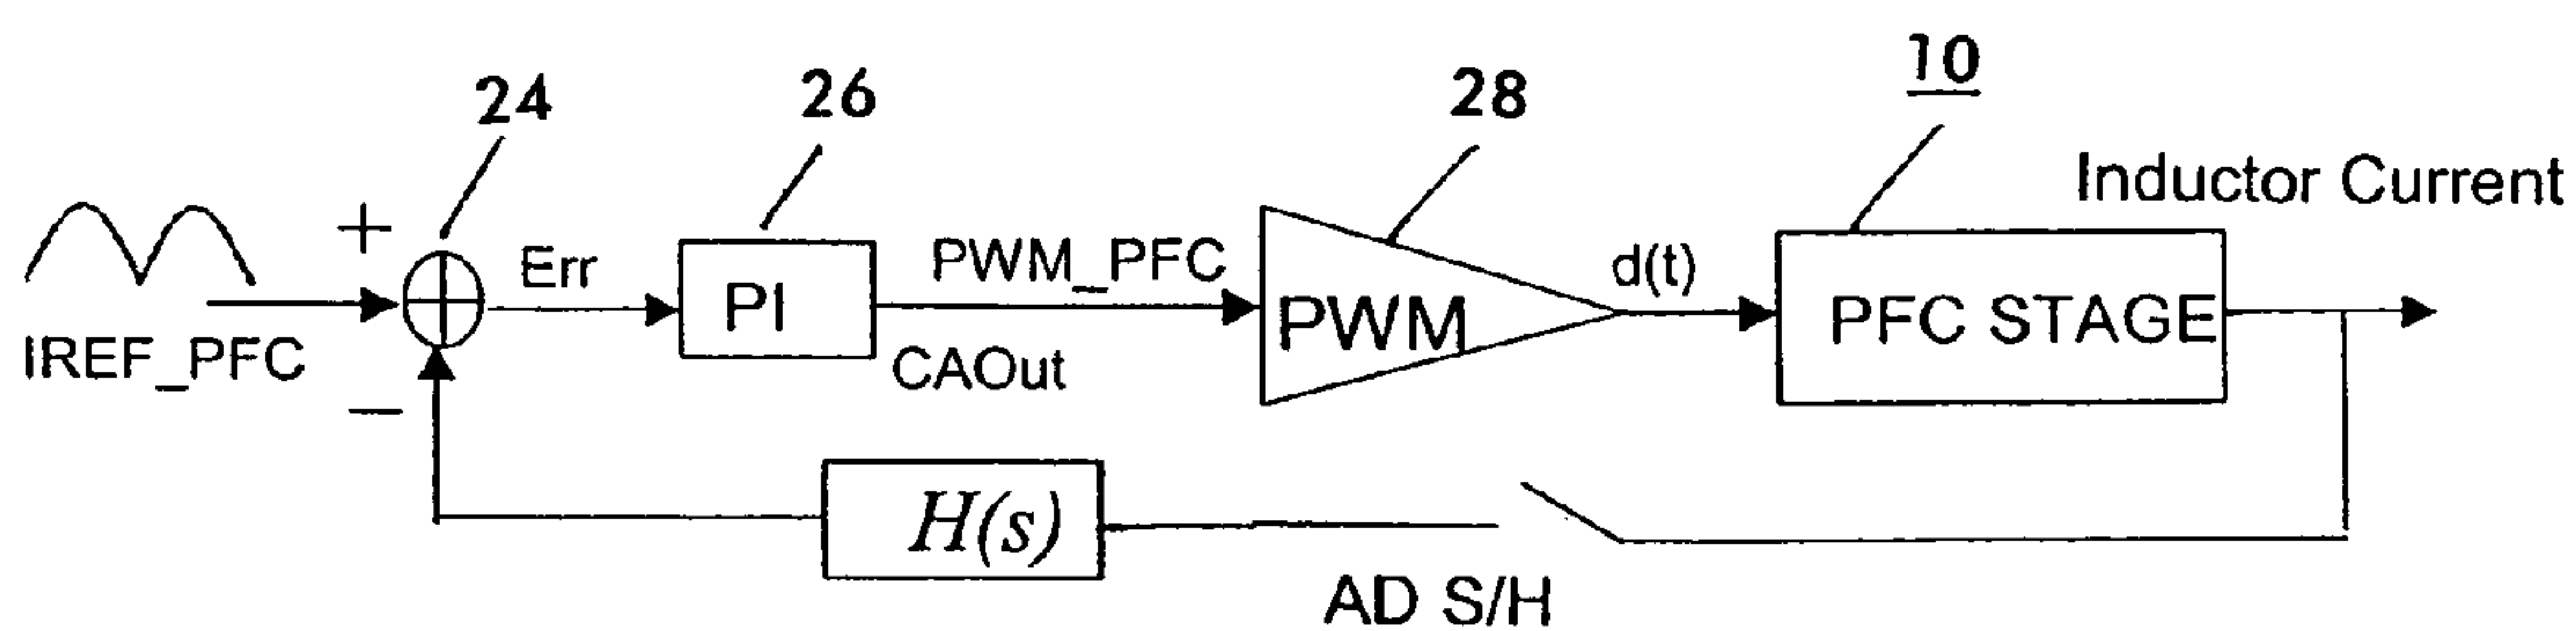 24
26
28
10
Inductor Current
+
IREF_PFC
−
Err
PI
PWM_PFC
CAOut
PWM
d(t)
PFC STAGE
H(s)
AD S/H